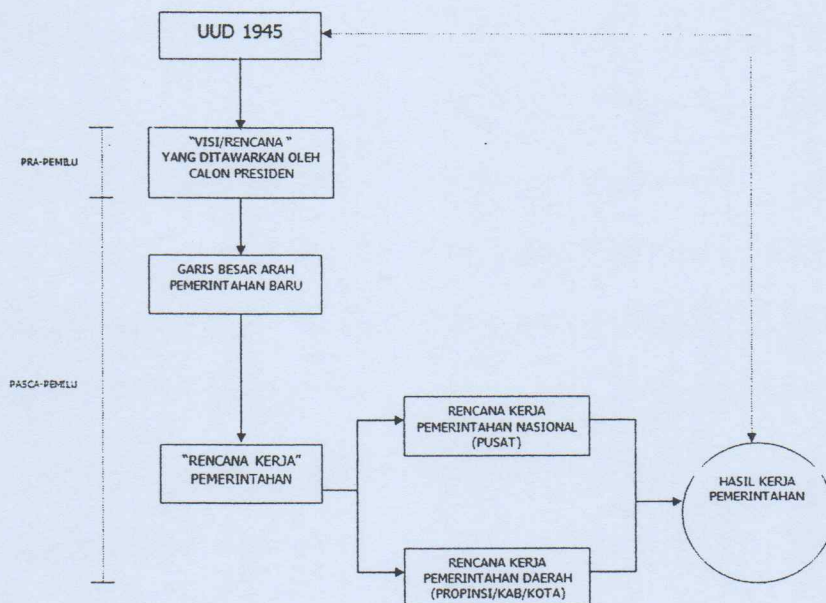 UUD 1945
"VISI/RENCANA "
YANG DITAWARKAN OLEH
CALON PRESIDEN
PRA-PEMILU
GARIS BESAR ARAH
PEMERINTAHAN BARU
PASCA-PEMILU
"RENCANA KERJA"
PEMERINTAHAN
RENCANA KERJA
PEMERINTAHAN NASIONAL
(PUSAT)
RENCANA KERJA
PEMERINTAHAN DAERAH
(PROPINSI/KAB/KOTA)
HASIL KERJA
PEMERINTAHAN